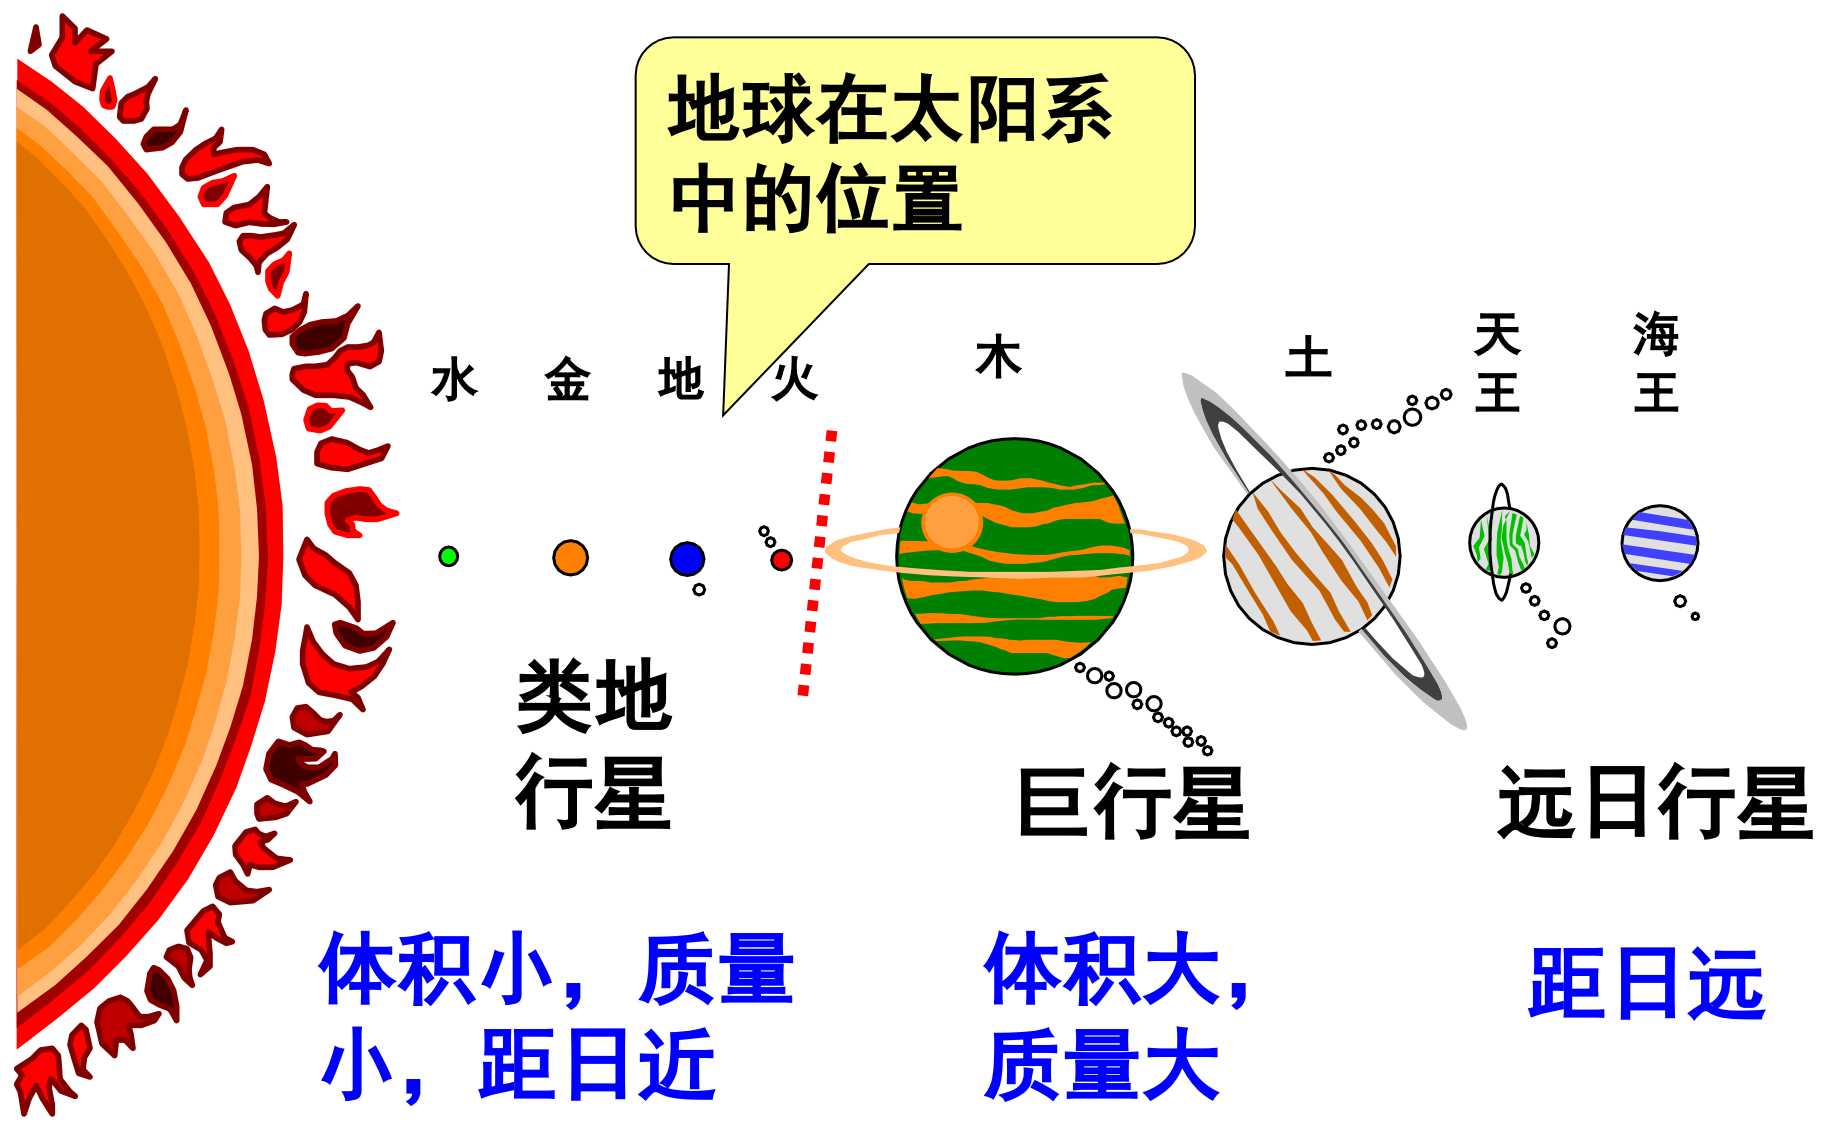 地球在太阳系
中的位置
水 金 地 火 木 土 天王 海王
类地
行星
巨行星
远日行星
体积小，质量
小，距日近
体积大，
质量大
距日远